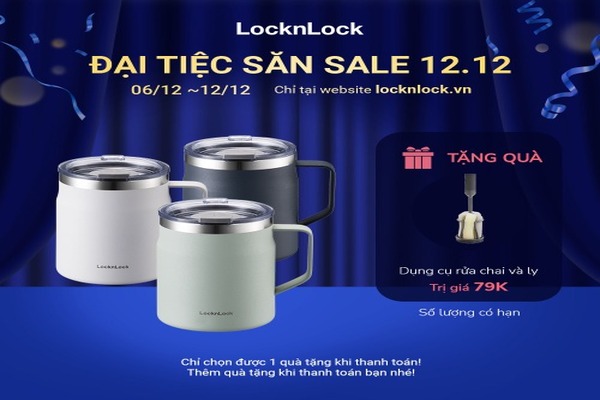 LocknLock
ĐẠI TIỆC SĂN SALE 12.12
06/12 ~12/12 Chỉ tại website locknlock.vn
TẶNG QUÀ
LocknLock
LocknLock
Dụng cụ rửa chai và ly
Trị giá 79K
Số lượng có hạn
Chỉ chọn được 1 quà tặng khi thanh toán!
Thêm quà tặng khi thanh toán bạn nhé!